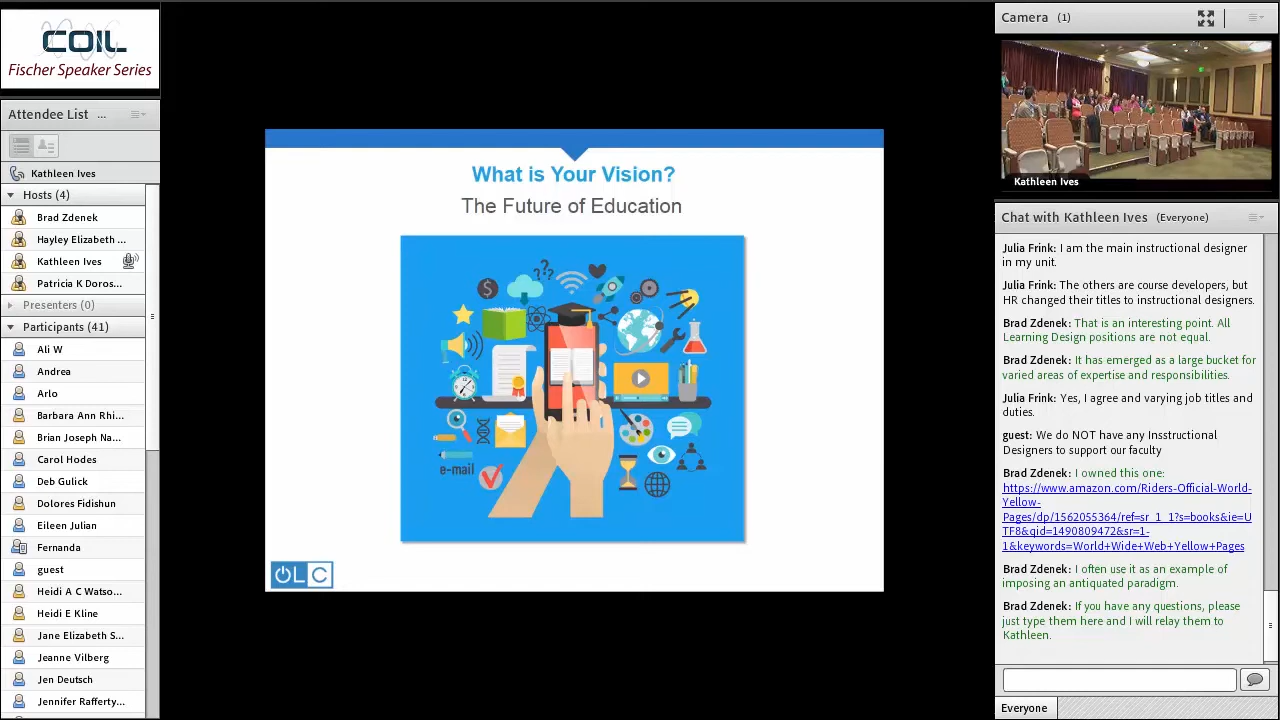 COIL
Fischer Speaker Series
Attendee List ...
Kathleen Ives
Hosts (4)
Brad Zdenek
Hayley Elizabeth ...
Kathleen Ives
Patricia K Doros...
Presenters (0)
Participants (41)
Ali W
Andrea
Arlo
Barbara Ann Rhi...
Brian Joseph Na...
Carol Hodes
Deb Gulick
Dolores Fidishun
Eileen Julian
Fernanda
guest
Heidi A C Watso...
Heidi E Kline
Jane Elizabeth S...
Jeanne Vilberg
Jen Deutsch
Jennifer Rafferty...
What is Your Vision?
The Future of Education
???
$
e-mail
OLC
Camera (1)
Kathleen Ives
Chat with Kathleen Ives (Everyone)
Julia Frink: I am the main instructional designer
in my unit.
Julia Frink: The others are course developers, but
HR changed their titles to instructional designers.
Brad Zdenek: That is an interesting point. All
Learning Design positions are not equal.
Brad Zdenek: It has emerged as a large bucket for
varied areas of expertise and responsibilities.
Julia Frink: Yes, I agree and varying job titles and
duties.
guest: We do NOT have any Insstructional
Designers to support our faculty
Brad Zdenek: I owned this one:
https://www.amazon.com/Riders-Official-World-
Yellow-
Pages/dp/1562055364/ref=sr_1_1?s=books&ie=U
TF8&qid=1490809472&sr=1-
1&keywords=World+Wide+Web+Yellow+Pages
Brad Zdenek: I often use it as an example of
imposing an antiquated paradigm.
Brad Zdenek: If you have any questions, please
just type them here and I will relay them to
Kathleen.
Everyone